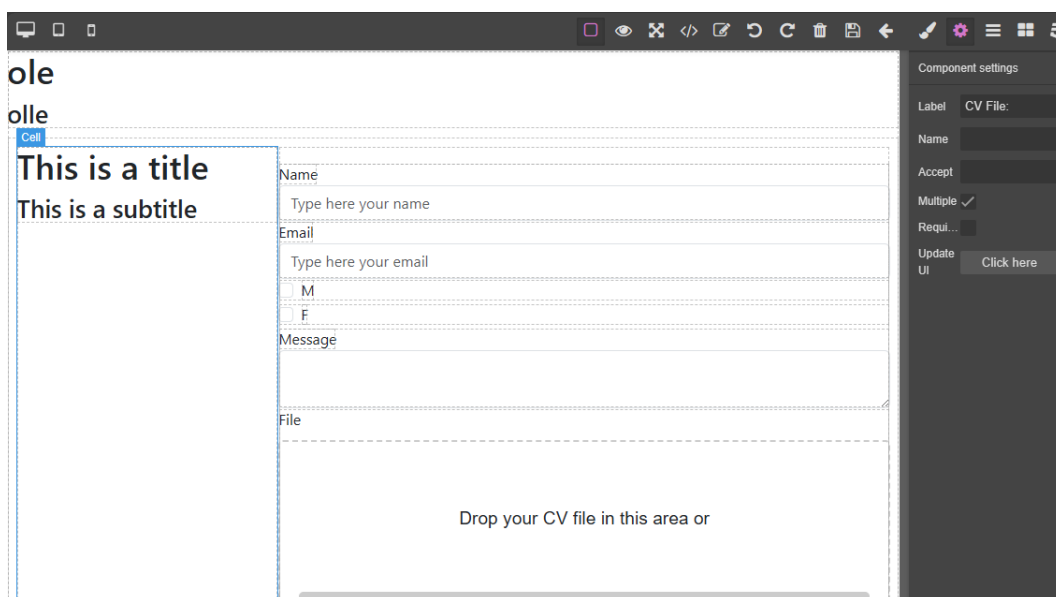 ole
olle
Cell
This is a title
This is a subtitle
Name
Type here your name
Email
Type here your email
M
F
Message
File
Drop your CV file in this area or
Component settings
Label CV File:
Name
Accept
Multiple
Requi...
Update UI
Click here